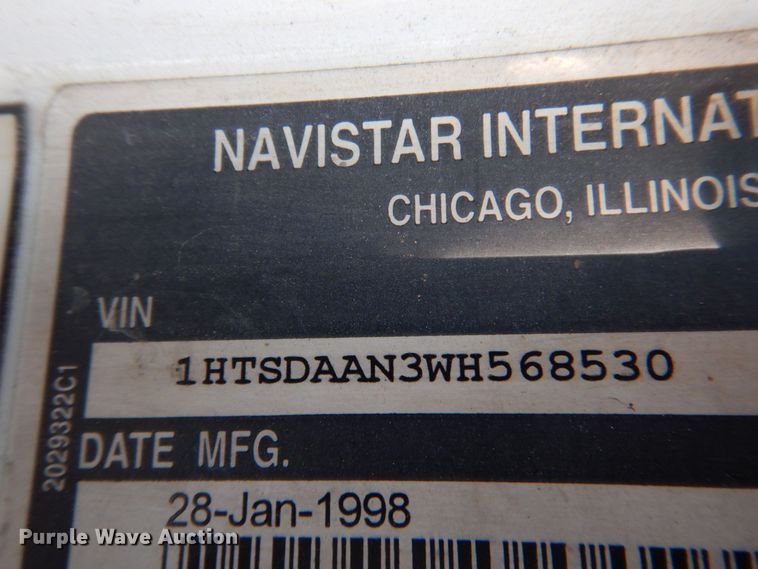 NAVISTAR INTERNAT
CHICAGO, ILLINOIS
VIN
1HTSDAAN3WH568530
2029322C1
DATE MFG.
28-Jan-1998
Purple Wave Auction